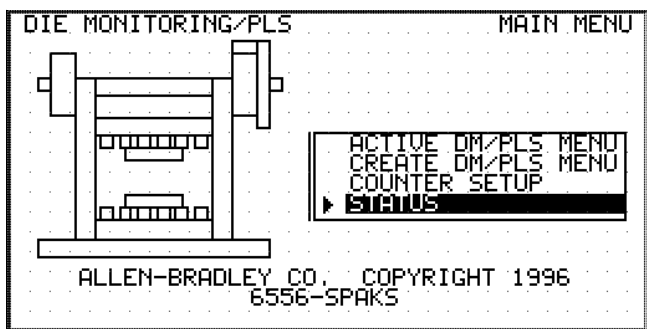 DIE MONITORING/PLS MAIN MENU
ACTIVE DM/PLS MENU
CREATE DM/PLS MENU
COUNTER SETUP
STATUS
ALLEN-BRADLEY CO. COPYRIGHT 1996
6556-SPAKS